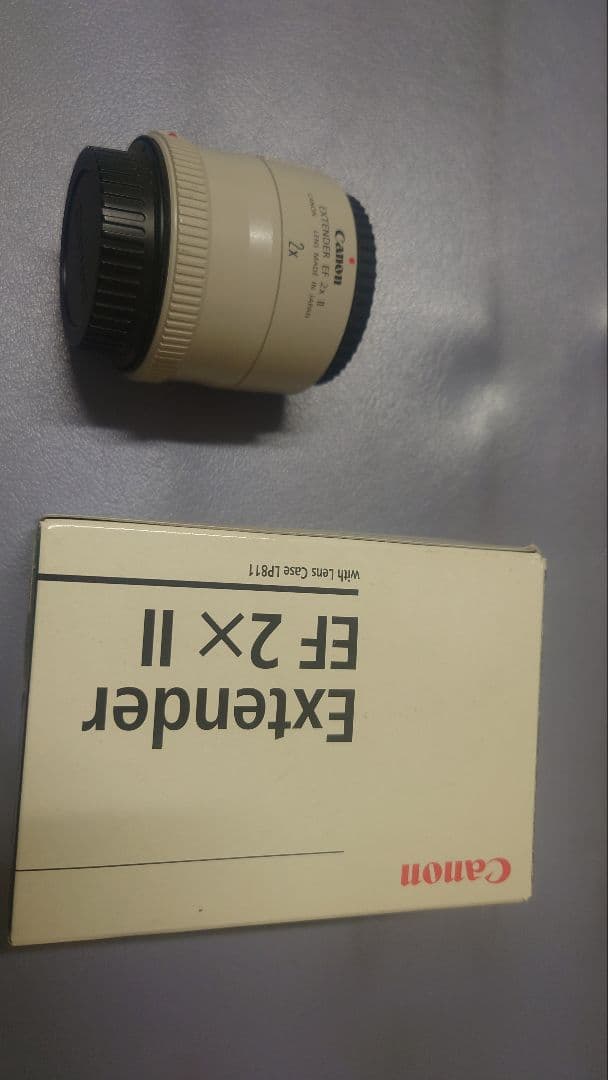 Canon
EXTENDER EF 2x II
CANON LENS MADE IN JAPAN
2x
Canon
Extender
EF 2× II
with Lens Case LP811